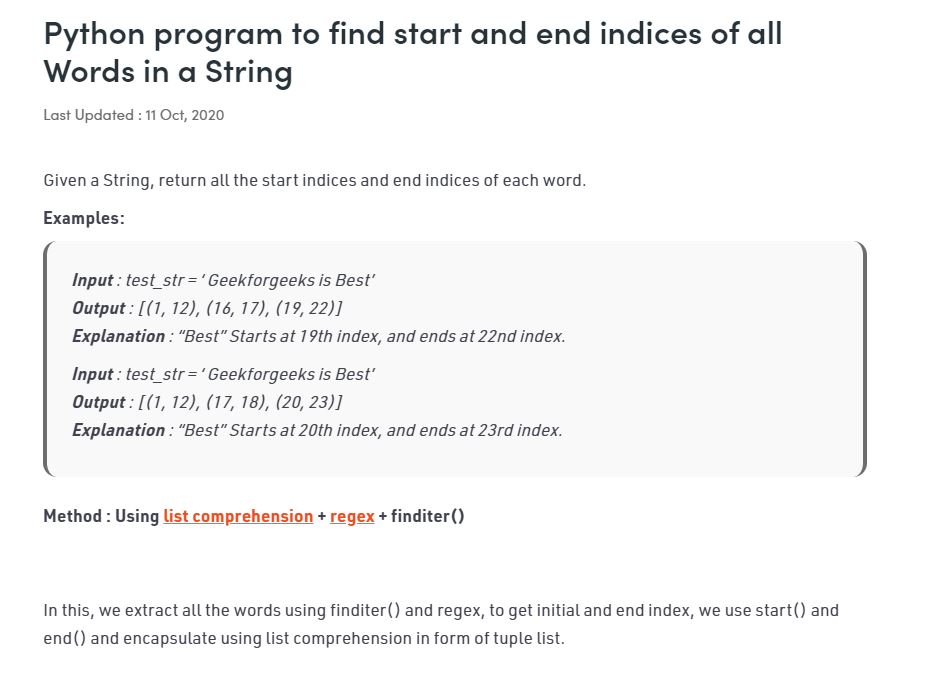 Python program to find start and end indices of all
Words in a String
Last Updated : 11 Oct, 2020
Given a String, return all the start indices and end indices of each word.
Examples:
Input : test_str = ‘ Geekforgeeks is Best’
Output : [(1, 12), (16, 17), (19, 22)]
Explanation : “Best” Starts at 19th index, and ends at 22nd index.
Input : test_str = ‘ Geekforgeeks is Best’
Output : [(1, 12), (17, 18), (20, 23)]
Explanation : “Best” Starts at 20th index, and ends at 23rd index.
Method : Using list comprehension + regex + finditer()
In this, we extract all the words using finditer() and regex, to get initial and end index, we use start() and
end() and encapsulate using list comprehension in form of tuple list.